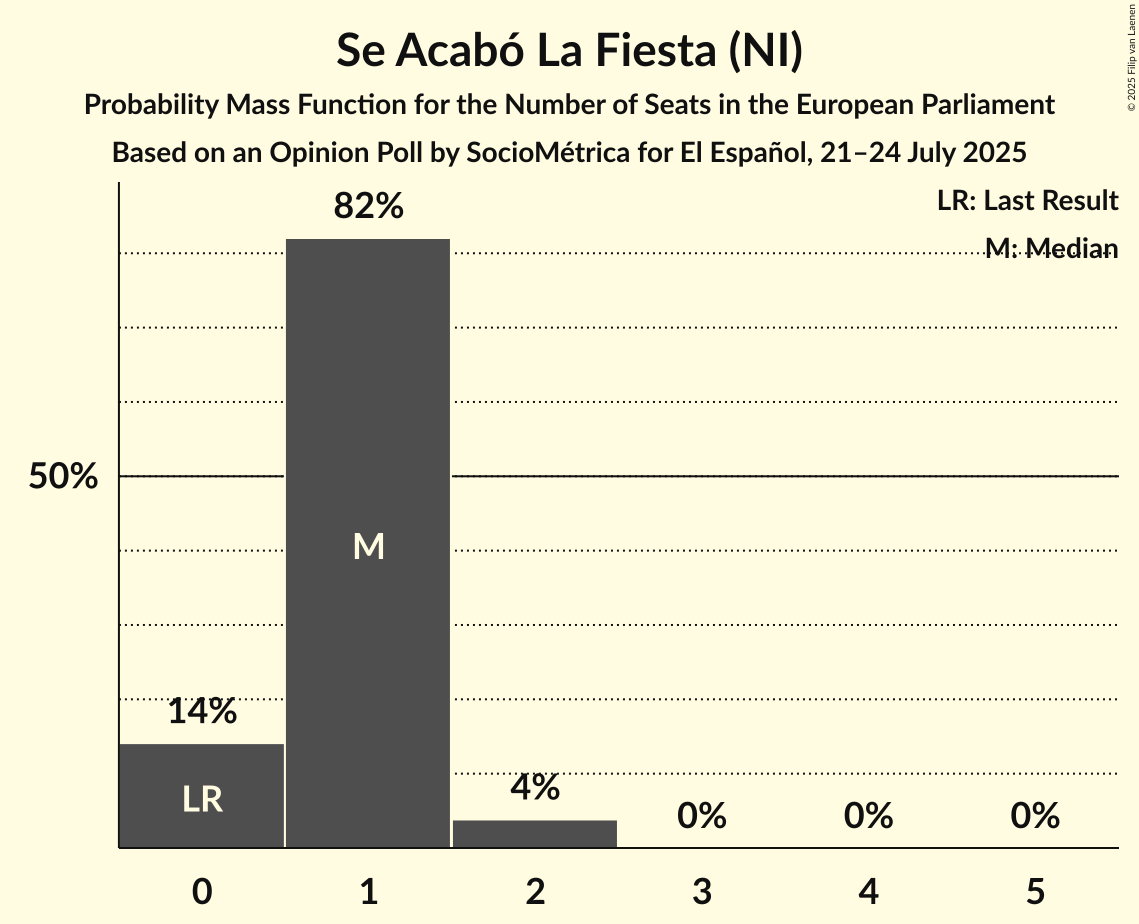 Se Acabó La Fiesta (NI)
Probability Mass Function for the Number of Seats in the European Parliament
Based on an Opinion Poll by SocioMétrica for El Español, 21–24 July 2025
© 2025 Filip van Laenen
LR: Last Result
M: Median
82%
50%
M
14%
LR
4%
0%
0%
0%
0 1 2 3 4 5